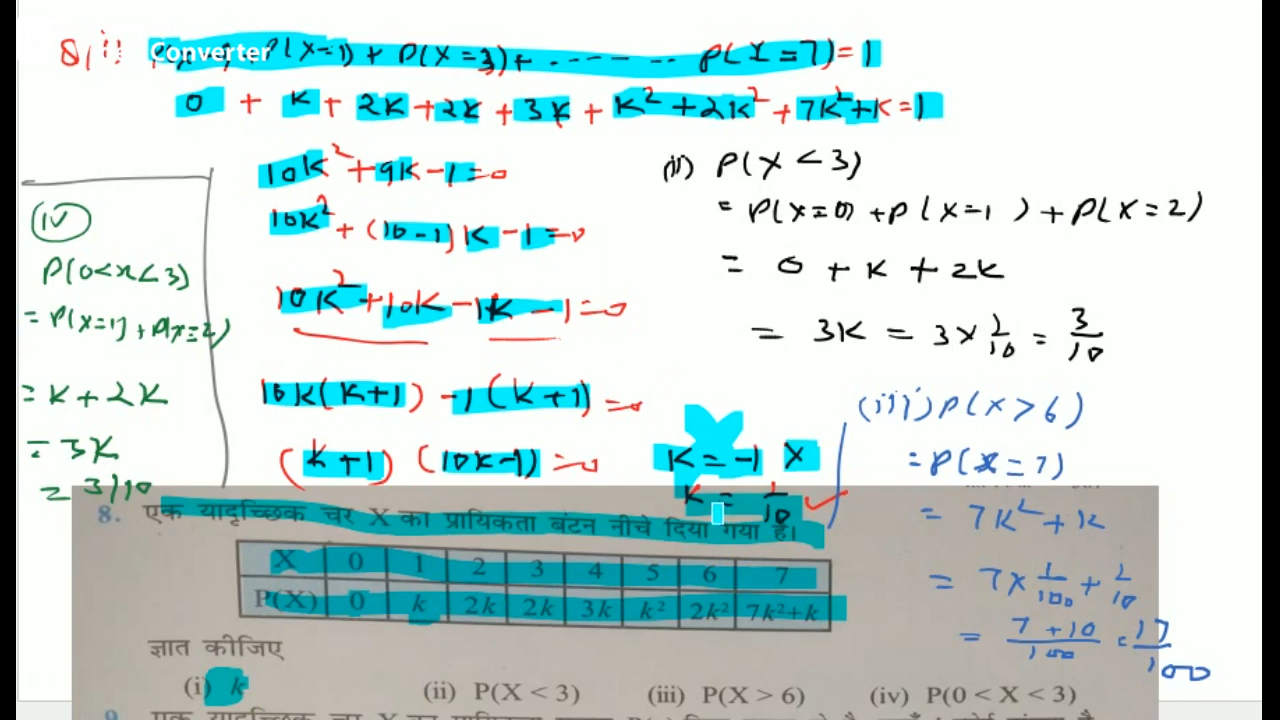 8(i) P(X=1) + P(X=3) + ------- P(X=7) = 1
Converter
0 + K + 2K + 2K + 3K + K² + 2K² + 7K² + K = 1
10K² + 9K - 1 = 0
10K² + (10-1)K - 1 = 0
10K² + 10K - 1K - 1 = 0
10K(K+1) - 1(K+1) = 0
(K+1) (10K-1) = 0
K = -1 X
K = 1/10 ✓
(ii) P(X < 3)
= P(X=0) + P(X=1) + P(X=2)
= 0 + K + 2K
= 3K = 3 × 1/10 = 3/10
(iii) P(X > 6)
= P(X=7)
= 7K² + K
= 7 × 1/100 + 1/10
= 7+10/100 = 17/100
(iv)
P(0<x<3)
= P(X=1) + P(X=2)
= K + 2K
= 3K
= 3/10
8. एक यादृच्छिक चर X का प्रायिकता बंटन नीचे दिया गया है।
X 0 1 2 3 4 5 6 7
P(X) 0 k 2k 2k 3k k² 2k² 7k²+k
ज्ञात कीजिए
(i) k (ii) P(X < 3) (iii) P(X > 6) (iv) P(0 < X < 3)
9. एक यादृच्छिक चर X का